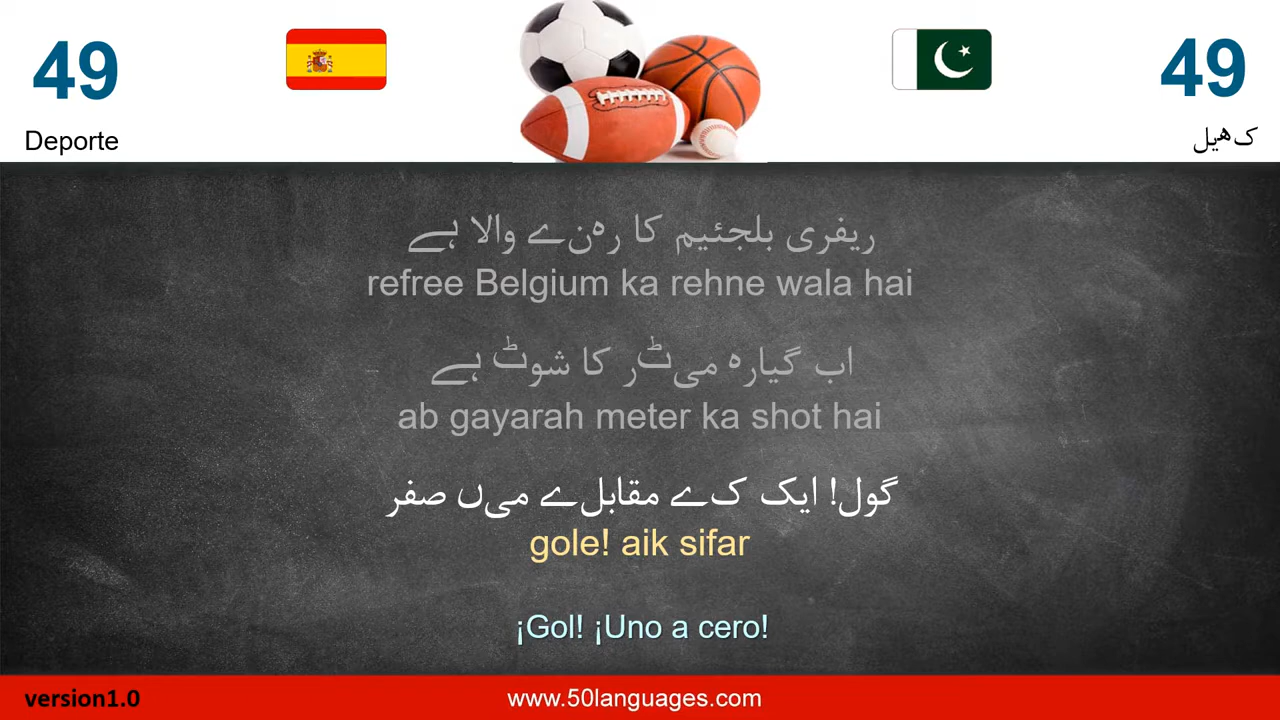 49
49
Deporte
کھیل
ریفری بلجئیم کا رہنے والا ہے
refree Belgium ka rehne wala hai
اب گیارہ میٹر کا شوٹ ہے
ab gayarah meter ka shot hai
گول! ایک کے مقابلے میں صفر
gole! aik sifar
¡Gol! ¡Uno a cero!
version1.0
www.50languages.com